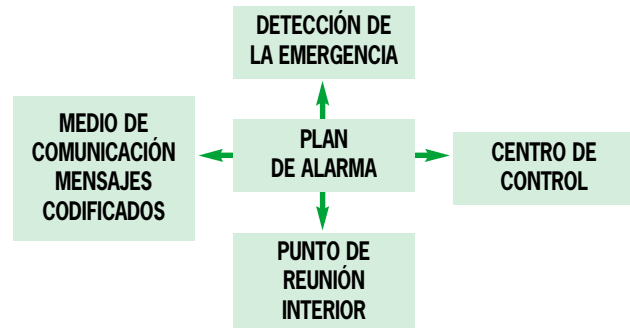 DETECCIÓN DE
LA EMERGENCIA
MEDIO DE
COMUNICACIÓN
MENSAJES
CODIFICADOS
PLAN
DE ALARMA
CENTRO DE
CONTROL
PUNTO DE
REUNIÓN
INTERIOR